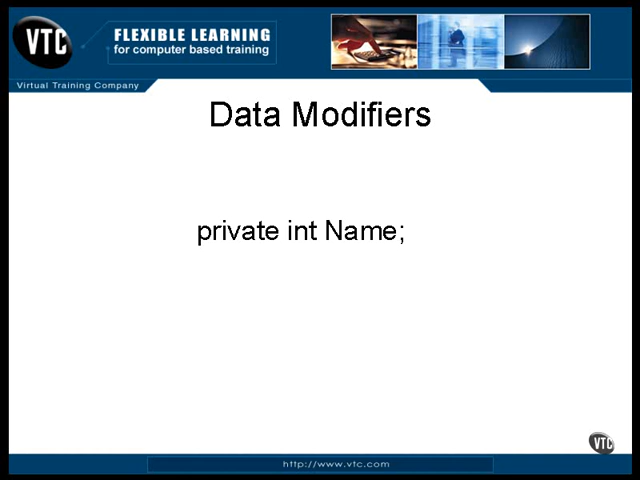 VTC
FLEXIBLE LEARNING
for computer based training
Virtual Training Company
Data Modifiers
private int Name;
VTC
http://www.vtc.com